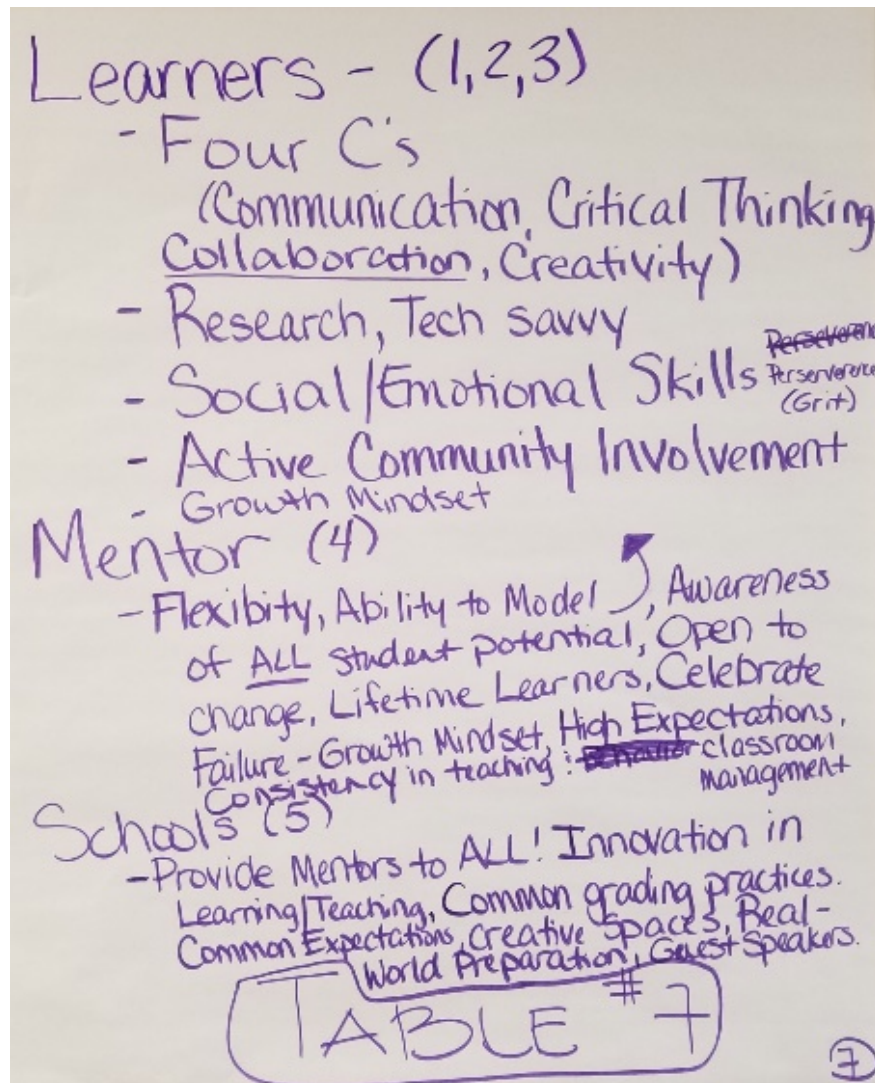 Learners - (1,2,3)
- Four C's
(Communication, Critical Thinking
Collaboration, Creativity)
- Research, Tech savvy
- Social/Emotional Skills Perserverence
(Grit)
- Active Community Involvement
- Growth Mindset
Mentor (4)
- Flexibity, Ability to Model , Awareness
of ALL student potential, Open to
change, Lifetime Learners, Celebrate
Failure - Growth Mindset, High Expectations,
Consistency in teaching : behavior classroom
management
Schools (5)
- Provide Mentors to ALL! Innovation in
Learning/Teaching, Common grading practices.
Common Expectations, Creative Spaces, Real-
World Preparation, Guest Speakers.
TABLE #7
7